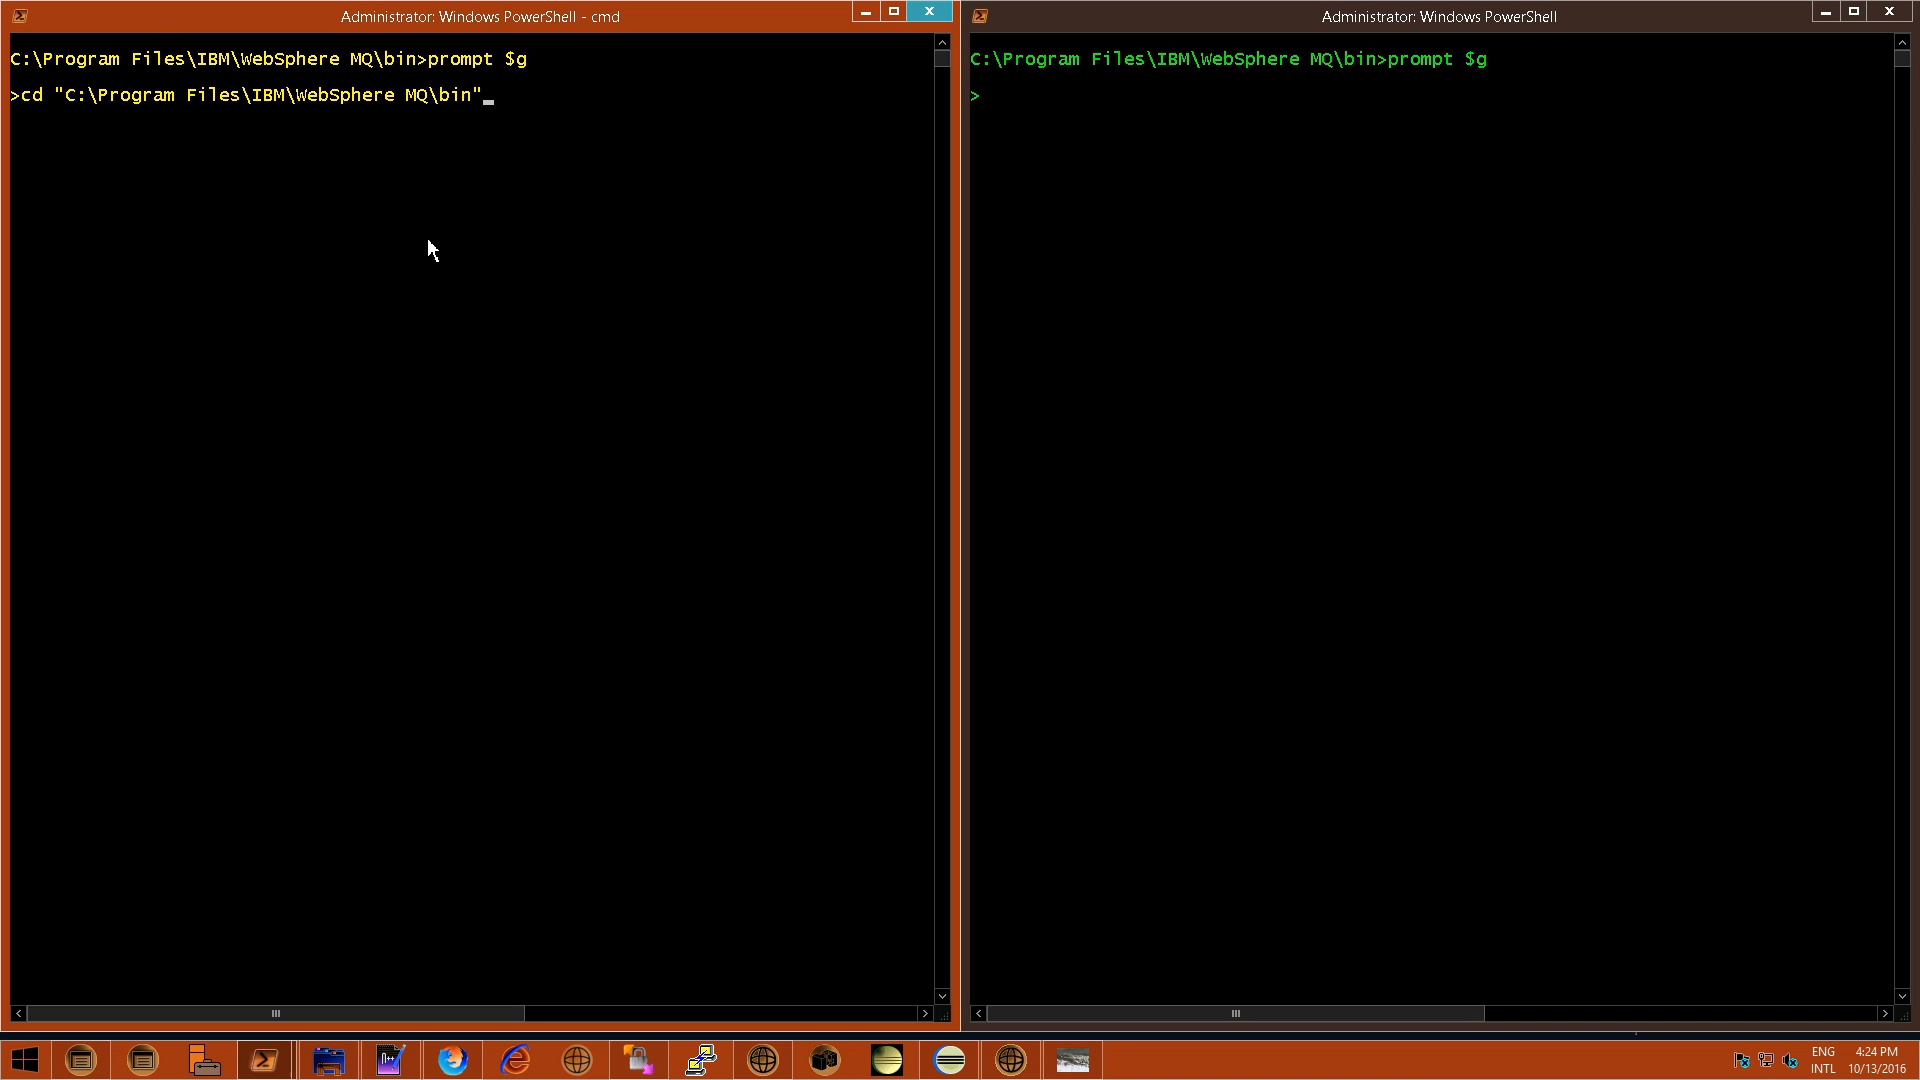 Administrator: Windows PowerShell - cmd
C:\Program Files\IBM\WebSphere MQ\bin>prompt $g
>cd "C:\Program Files\IBM\WebSphere MQ\bin"
Administrator: Windows PowerShell
C:\Program Files\IBM\WebSphere MQ\bin>prompt $g
>
ENG
INTL
4:24 PM
10/13/2016